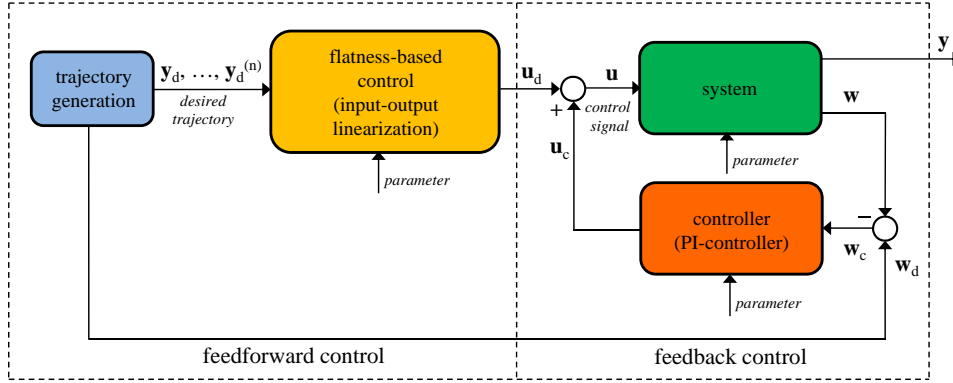 trajectory
generation
y_d, …, y_d^(n)
desired
trajectory
flatness-based
control
(input-output
linearization)
parameter
u_d
+
u
control
signal
u_c
system
parameter
y
w
controller
(PI-controller)
parameter
−
w_c
w_d
feedforward control
feedback control